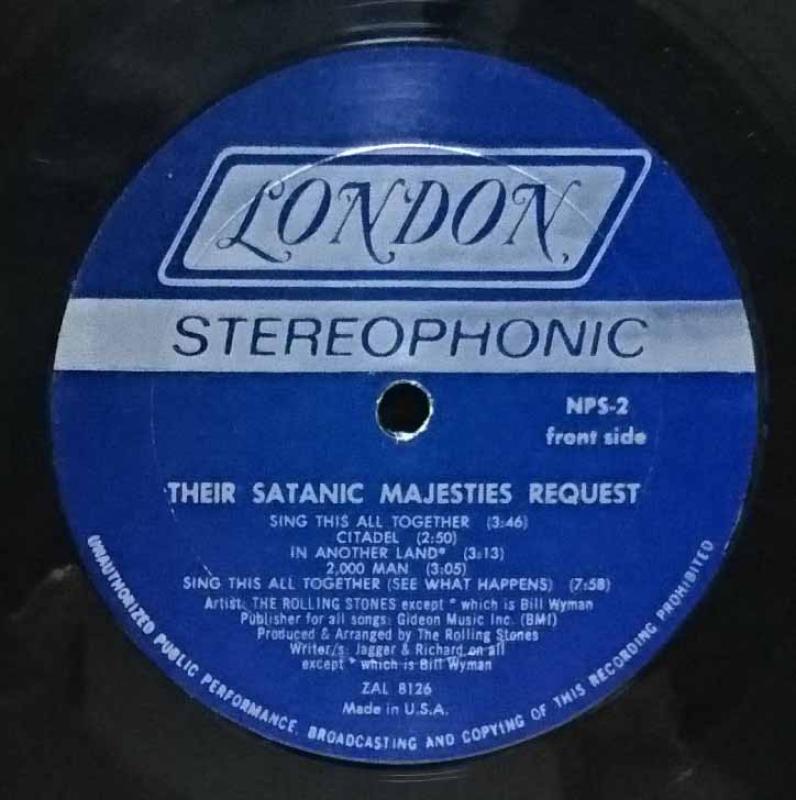 LONDON
STEREOPHONIC
NPS-2
front side
THEIR SATANIC MAJESTIES REQUEST
SING THIS ALL TOGETHER (3:46)
CITADEL (2:50)
IN ANOTHER LAND* (3:13)
2,000 MAN (3:05)
SING THIS ALL TOGETHER (SEE WHAT HAPPENS) (7:58)
Artist: THE ROLLING STONES except * which is Bill Wyman
Publisher for all songs: Gideon Music Inc. (BMI)
Produced & Arranged by The Rolling Stones
Writer/s: Jagger & Richard on all
except * which is Bill Wyman
ZAL 8126
Made in U.S.A.
UNAUTHORIZED PUBLIC PERFORMANCE, BROADCASTING AND COPYING OF THIS RECORDING PROHIBITED